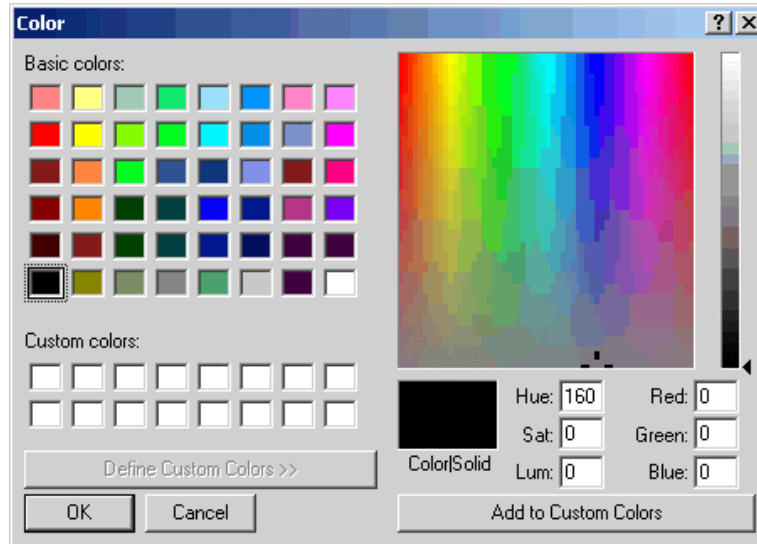 Color
Basic colors:
Custom colors:
Define Custom Colors >>
OK Cancel
Color|Solid
Hue: 160 Red: 0
Sat: 0 Green: 0
Lum: 0 Blue: 0
Add to Custom Colors